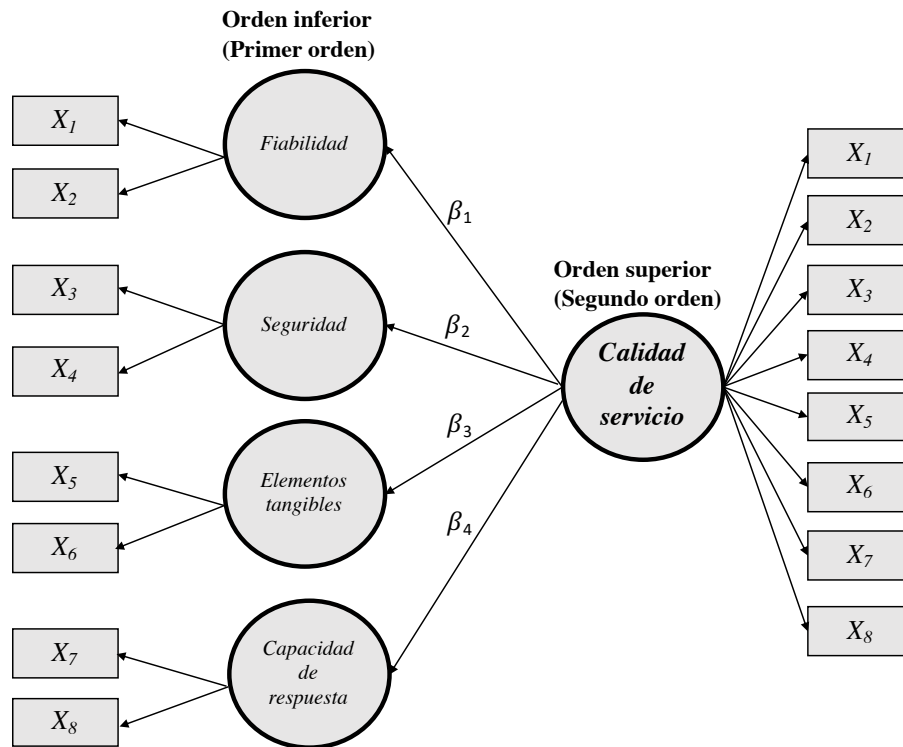 Orden inferior
(Primer orden)
X1
X2
Fiabilidad
β1
X3
X4
Seguridad
β2
X5
X6
Elementos
tangibles
β3
X7
X8
Capacidad
de
respuesta
β4
Orden superior
(Segundo orden)
Calidad
de
servicio
X1
X2
X3
X4
X5
X6
X7
X8